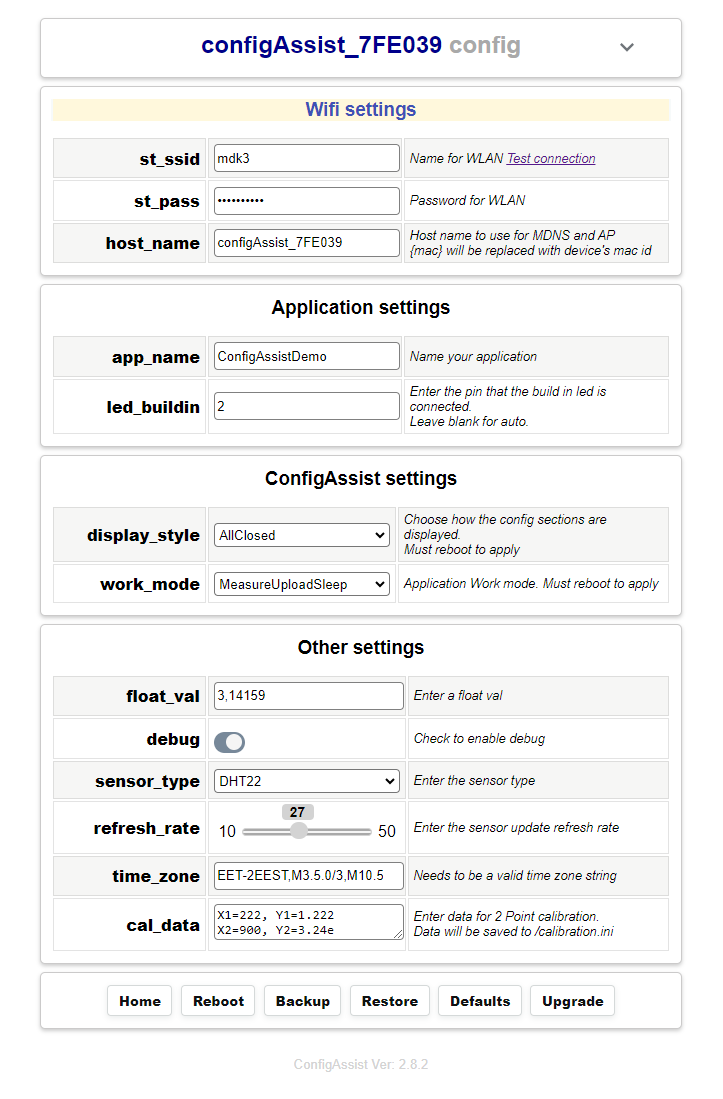 configAssist_7FE039 config
Wifi settings
st_ssid mdk3 Name for WLAN Test connection
st_pass •••••••••• Password for WLAN
host_name configAssist_7FE039 Host name to use for MDNS and AP
{mac} will be replaced with device's mac id
Application settings
app_name ConfigAssistDemo Name your application
led_buildin 2 Enter the pin that the build in led is
connected.
Leave blank for auto.
ConfigAssist settings
display_style AllClosed Choose how the config sections are
displayed.
Must reboot to apply
work_mode MeasureUploadSleep Application Work mode. Must reboot to apply
Other settings
float_val 3,14159 Enter a float val
debug Check to enable debug
sensor_type DHT22 Enter the sensor type
27
refresh_rate 10 50 Enter the sensor update refresh rate
time_zone EET-2EEST,M3.5.0/3,M10.5 Needs to be a valid time zone string
cal_data X1=222, Y1=1.222 Enter data for 2 Point calibration.
X2=900, Y2=3.24e Data will be saved to /calibration.ini
Home Reboot Backup Restore Defaults Upgrade
ConfigAssist Ver: 2.8.2